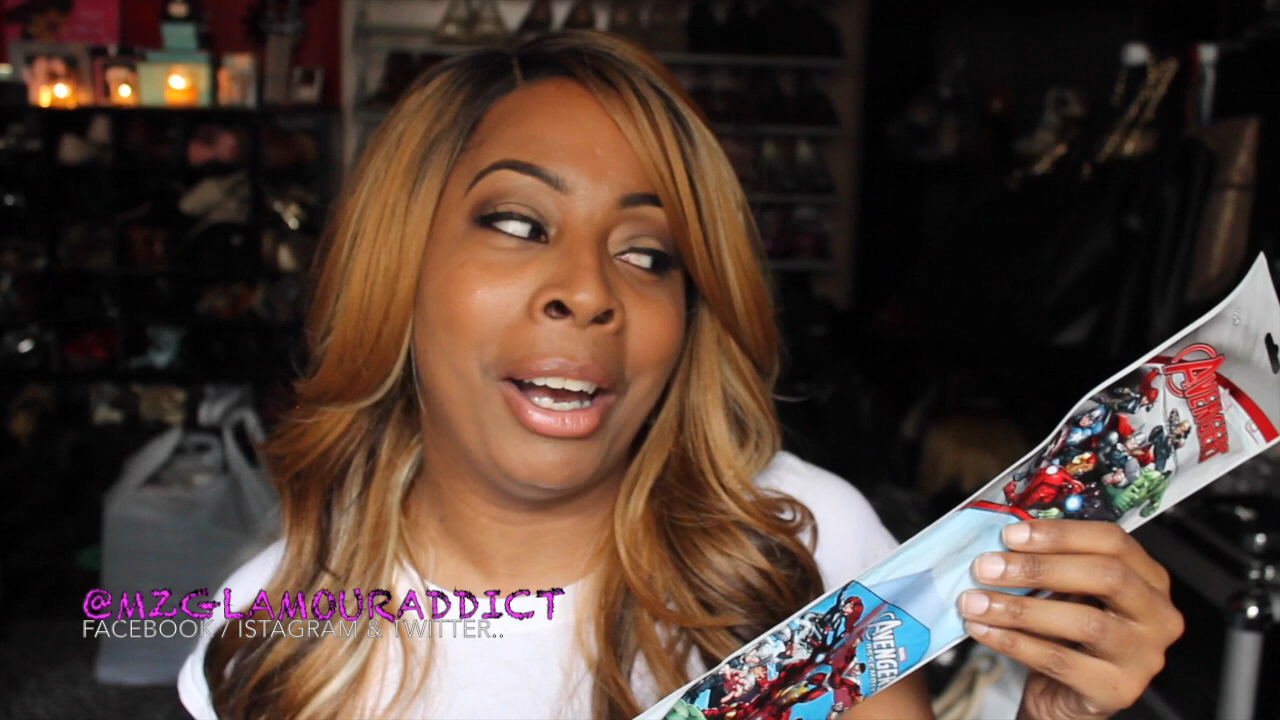 AVENGERS
AVENGERS
@MZGLAMOURADDICT
FACEBOOK / ISTAGRAM & TWITTER..